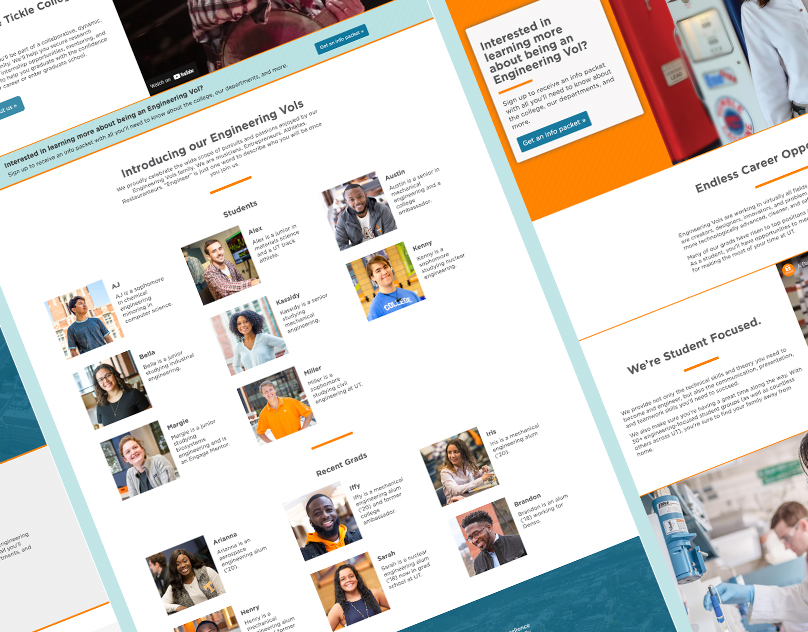 Tickle Colle
'll be part of a collaborative, dynamic,
We'll help you secure research
internship opportunities, mentoring, and
to help you graduate with the confidence
career or enter graduate school.
ut us »
Watch on YouTube
Interested in learning more about being an Engineering Vol?
Sign up to receive an info packet with all you'll need to know about the college, our departments, and more.
Get an info packet »
Introducing our Engineering Vols
We proudly celebrate the wide scope of pursuits and passions enjoyed by our
Engineering Vols family. We are musicians. Entrepreneurs. Athletes.
Restauranteurs. "Engineer" is just one word to describe who you will be once
you join us.
Students
AJ
AJ is a sophomore
in chemical
engineering
minoring in
computer science.
Alex
Alex is a junior in
materials science
and a UT track
athlete.
Austin
Austin is a senior in
mechanical
engineering and a
college
ambassador.
Bella
Bella is a junior
studying industrial
engineering.
Kassidy
Kassidy is a senior
studying
mechanical
engineering.
Kenny
Kenny is a
sophomore
studying nuclear
engineering.
COLLEGE
Margie
Margie is a junior
studying
biosystems
engineering and is
an Engage Mentor.
Miller
Miller is a
sophomore
studying civil
engineering at UT.
Recent Grads
Arianna
Arianna is an
aerospace
engineering alum
('20).
Iffy
Iffy is a mechanical
engineering alum
('20) and former
college
ambassador.
Iris
Iris is a mechanical
engineering alum
('20).
Henry
Henry is a
mechanical
engineering alum
Sarah
Sarah is a nuclear
engineering alum
('18) now in grad
school at UT.
Brandon
Brandon is an alum
('18) working for
Denso.
Interested in
learning more
about being an
Engineering Vol?
Sign up to receive an info packet
with all you'll need to know about
the college, our departments, and
more.
Get an info packet »
LEAD
Endless Career Oppo
Engineering Vols are working in virtually all fields
are creators, designers, innovators, and problem
more technologically advanced, cleaner, and saf
Many of our grads have risen to top positions
As a student, you'll have opportunities to mee
for making the most of your time at UT.
We're Student Focused.
We provide not only the technical skills and theory you need to
become and engineer, but also the communication, presentation,
and teamwork skills you'll need to succeed.
We also make sure you're having a great time along the way. With
50+ engineering-focused student groups (as well as countless
others across UT), you're sure to find your family away from
home.
ngineering
all you'll
rtments, and